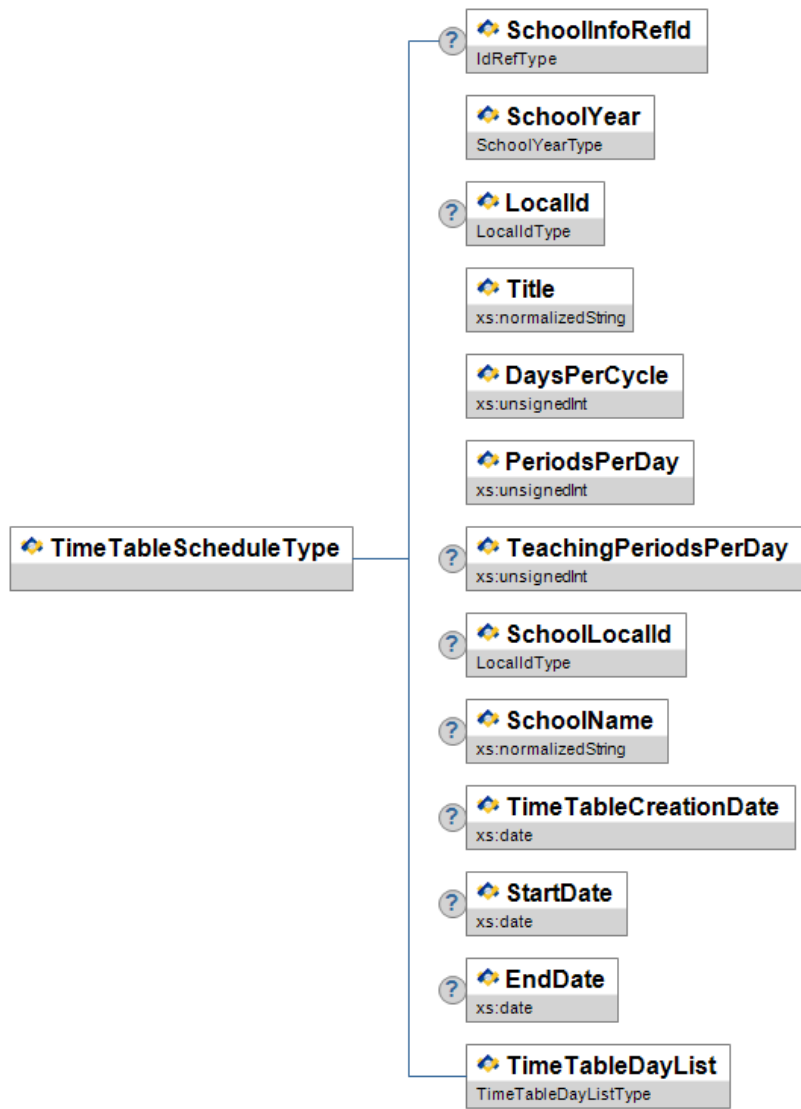 ?
SchoolInfoRefId
IdRefType
SchoolYear
SchoolYearType
?
LocalId
LocalIdType
Title
xs:normalizedString
DaysPerCycle
xs:unsignedInt
PeriodsPerDay
xs:unsignedInt
TimeTableScheduleType
?
TeachingPeriodsPerDay
xs:unsignedInt
?
SchoolLocalId
LocalIdType
?
SchoolName
xs:normalizedString
?
TimeTableCreationDate
xs:date
?
StartDate
xs:date
?
EndDate
xs:date
TimeTableDayList
TimeTableDayListType